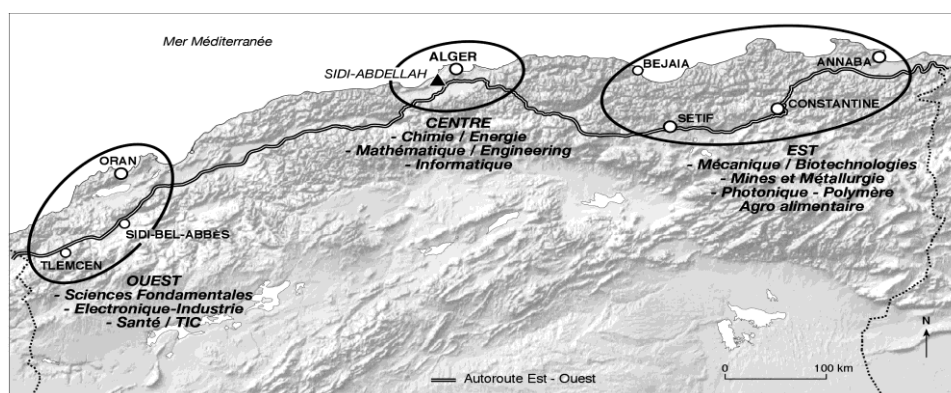 Mer Méditerranée
ALGER
SIDI-ABDELLAH
BEJAIA
ANNABA
CONSTANTINE
SETIF
CENTRE
- Chimie / Energie
- Mathématique / Engineering
- Informatique
EST
- Mécanique / Biotechnologies
- Mines et Métallurgie
- Photonique - Polymère
Agro alimentaire
ORAN
SIDI-BEL-ABBÈS
TLEMCEN
OUEST
- Sciences Fondamentales
- Electronique-Industrie
- Santé / TIC
N
Autoroute Est - Ouest
0 100 km